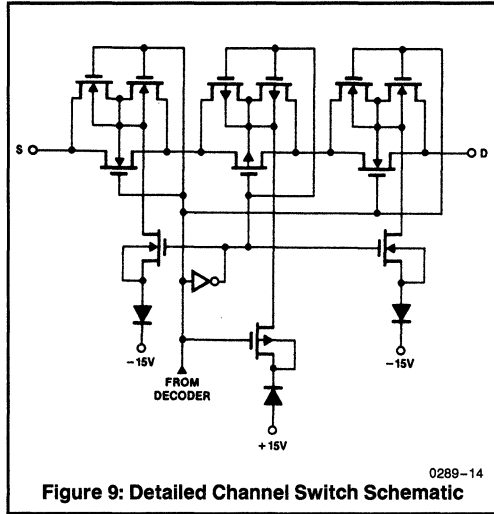 S
D
-15V
FROM
DECODER
-15V
+15V
0289-14
Figure 9: Detailed Channel Switch Schematic